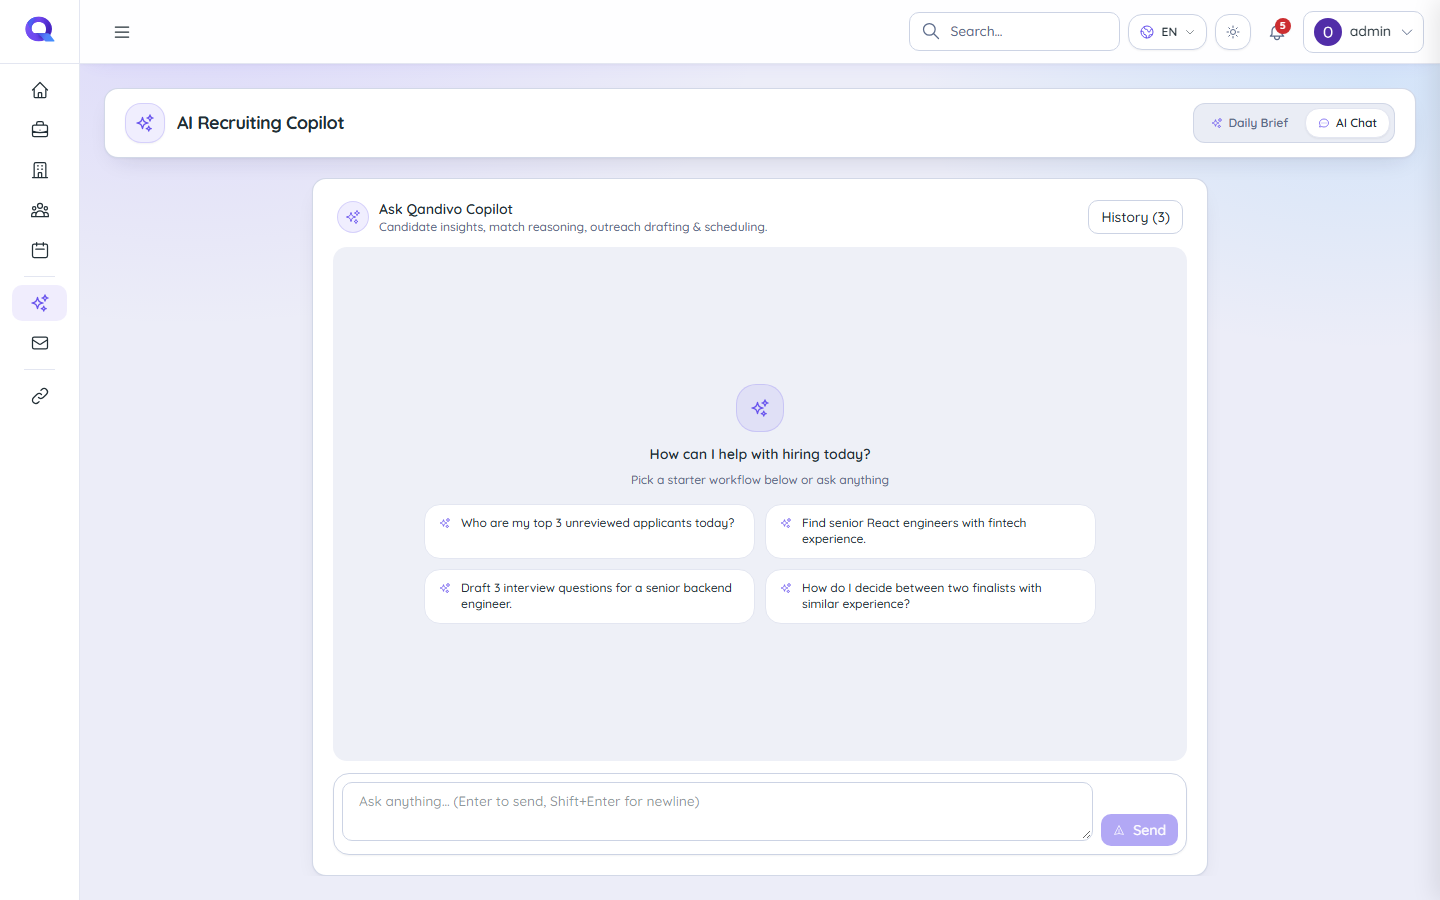 Search...
EN
5
O
admin
AI Recruiting Copilot
Daily Brief
AI Chat
Ask Qandivo Copilot
Candidate insights, match reasoning, outreach drafting & scheduling.
History (3)
How can I help with hiring today?
Pick a starter workflow below or ask anything
Who are my top 3 unreviewed applicants today?
Find senior React engineers with fintech
experience.
Draft 3 interview questions for a senior backend
engineer.
How do I decide between two finalists with
similar experience?
Ask anything... (Enter to send, Shift+Enter for newline)
Send